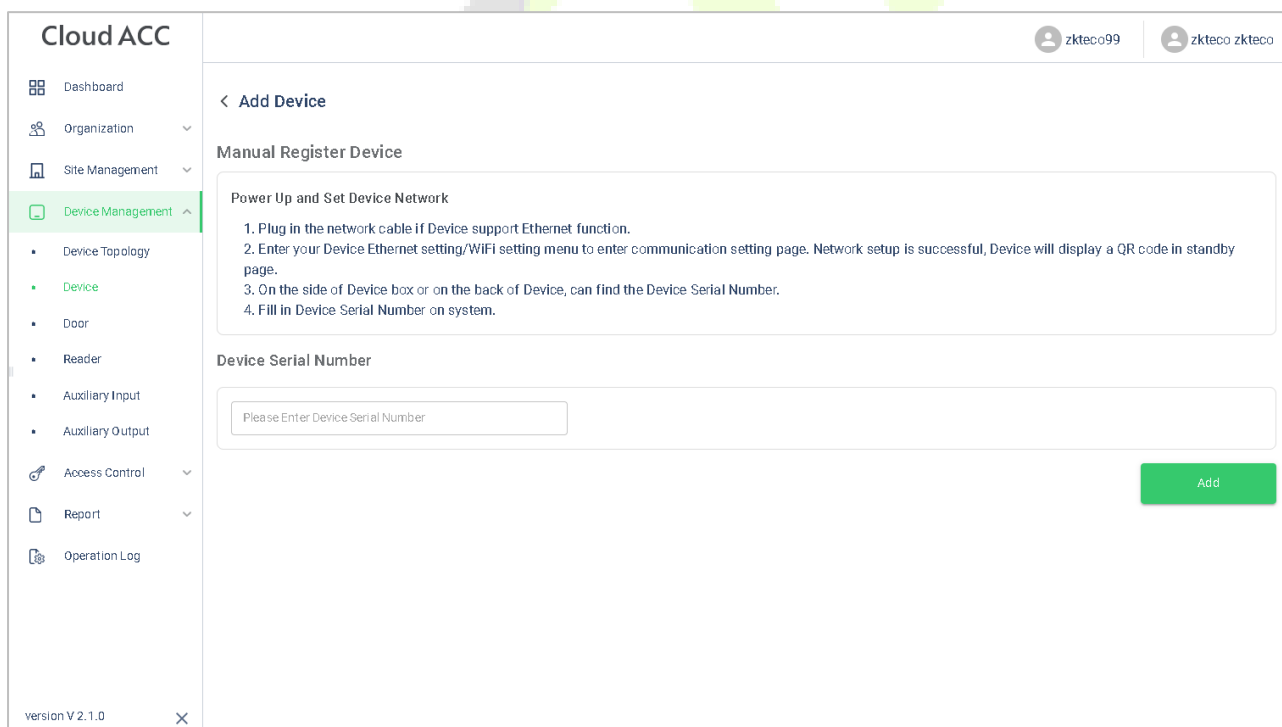 Cloud ACC
zkteco99
zkteco zkteco
Dashboard
Organization
Site Management
Device Management
Device Topology
Device
Door
Reader
Auxiliary Input
Auxiliary Output
Access Control
Report
Operation Log
version V 2.1.0
Add Device
Manual Register Device
Power Up and Set Device Network
1. Plug in the network cable if Device support Ethernet function.
2. Enter your Device Ethernet setting/WiFi setting menu to enter communication setting page. Network setup is successful, Device will display a QR code in standby
page.
3. On the side of Device box or on the back of Device, can find the Device Serial Number.
4. Fill in Device Serial Number on system.
Device Serial Number
Please Enter Device Serial Number
Add